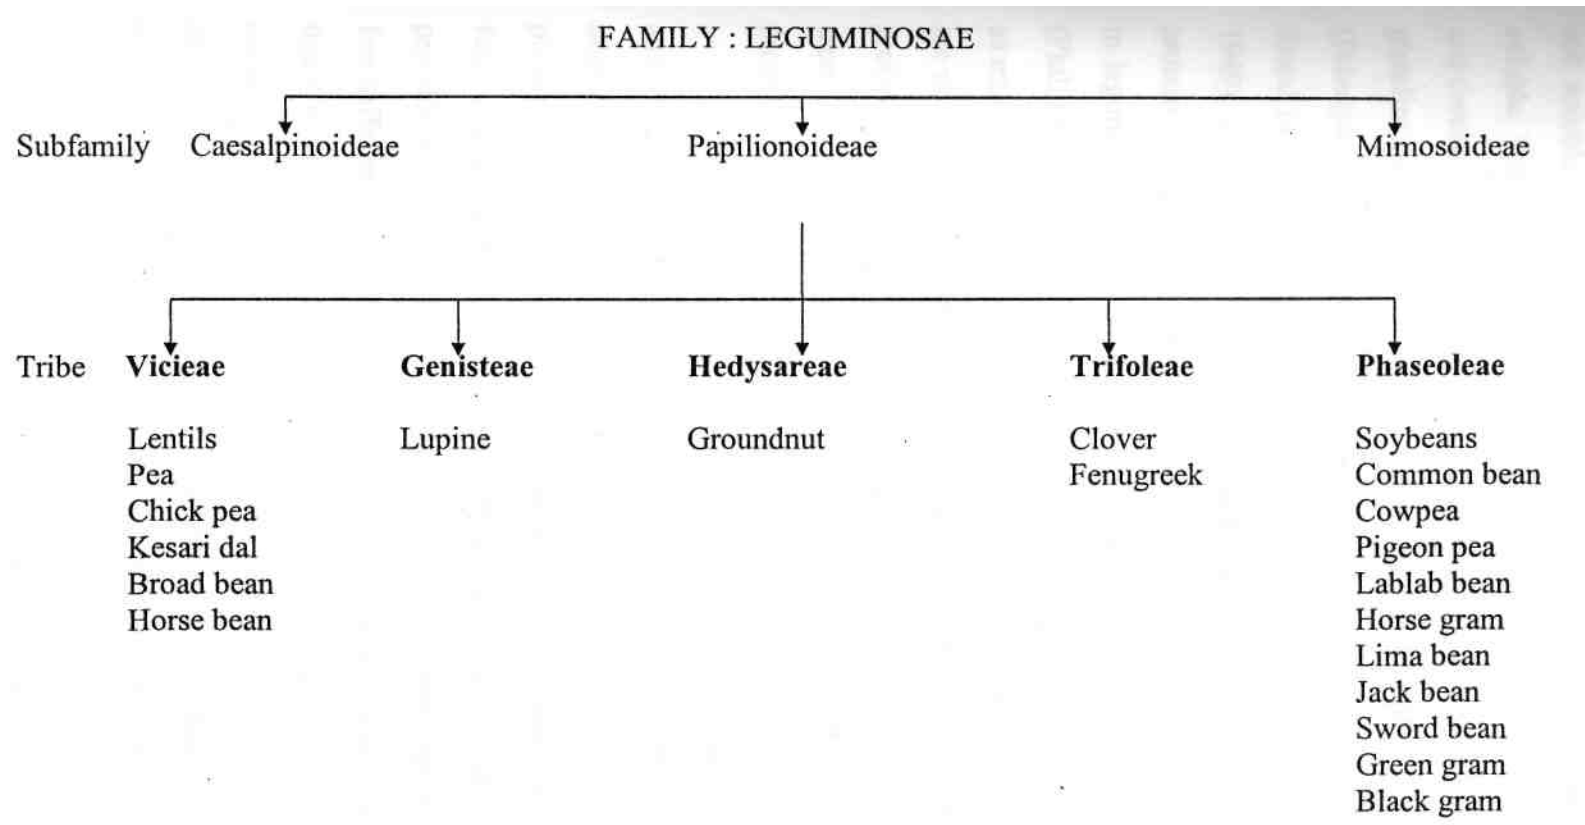 FAMILY : LEGUMINOSAE
Subfamily Caesalpinoideae Papilionoideae Mimosoideae
Tribe Vicieae Genisteae Hedysareae Trifoleae Phaseoleae
Lentils Lupine Groundnut Clover Soybeans
Pea Fenugreek Common bean
Chick pea Cowpea
Kesari dal Pigeon pea
Broad bean Lablab bean
Horse bean Horse gram
Lima bean
Jack bean
Sword bean
Green gram
Black gram